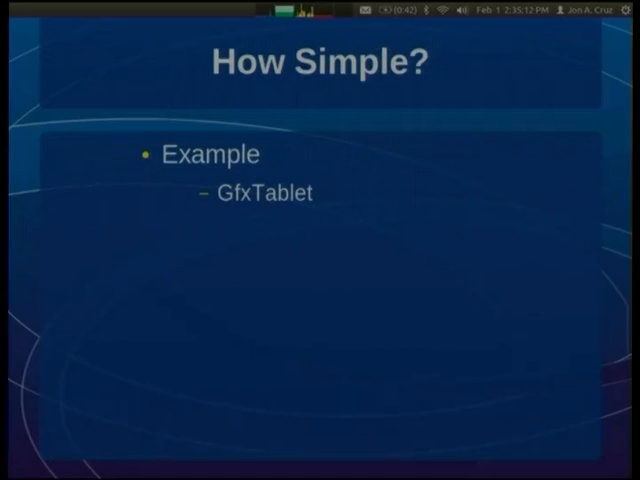 (0:42) Feb 1 2:35:12 PM Jon A. Cruz
How Simple?
• Example
– GfxTablet